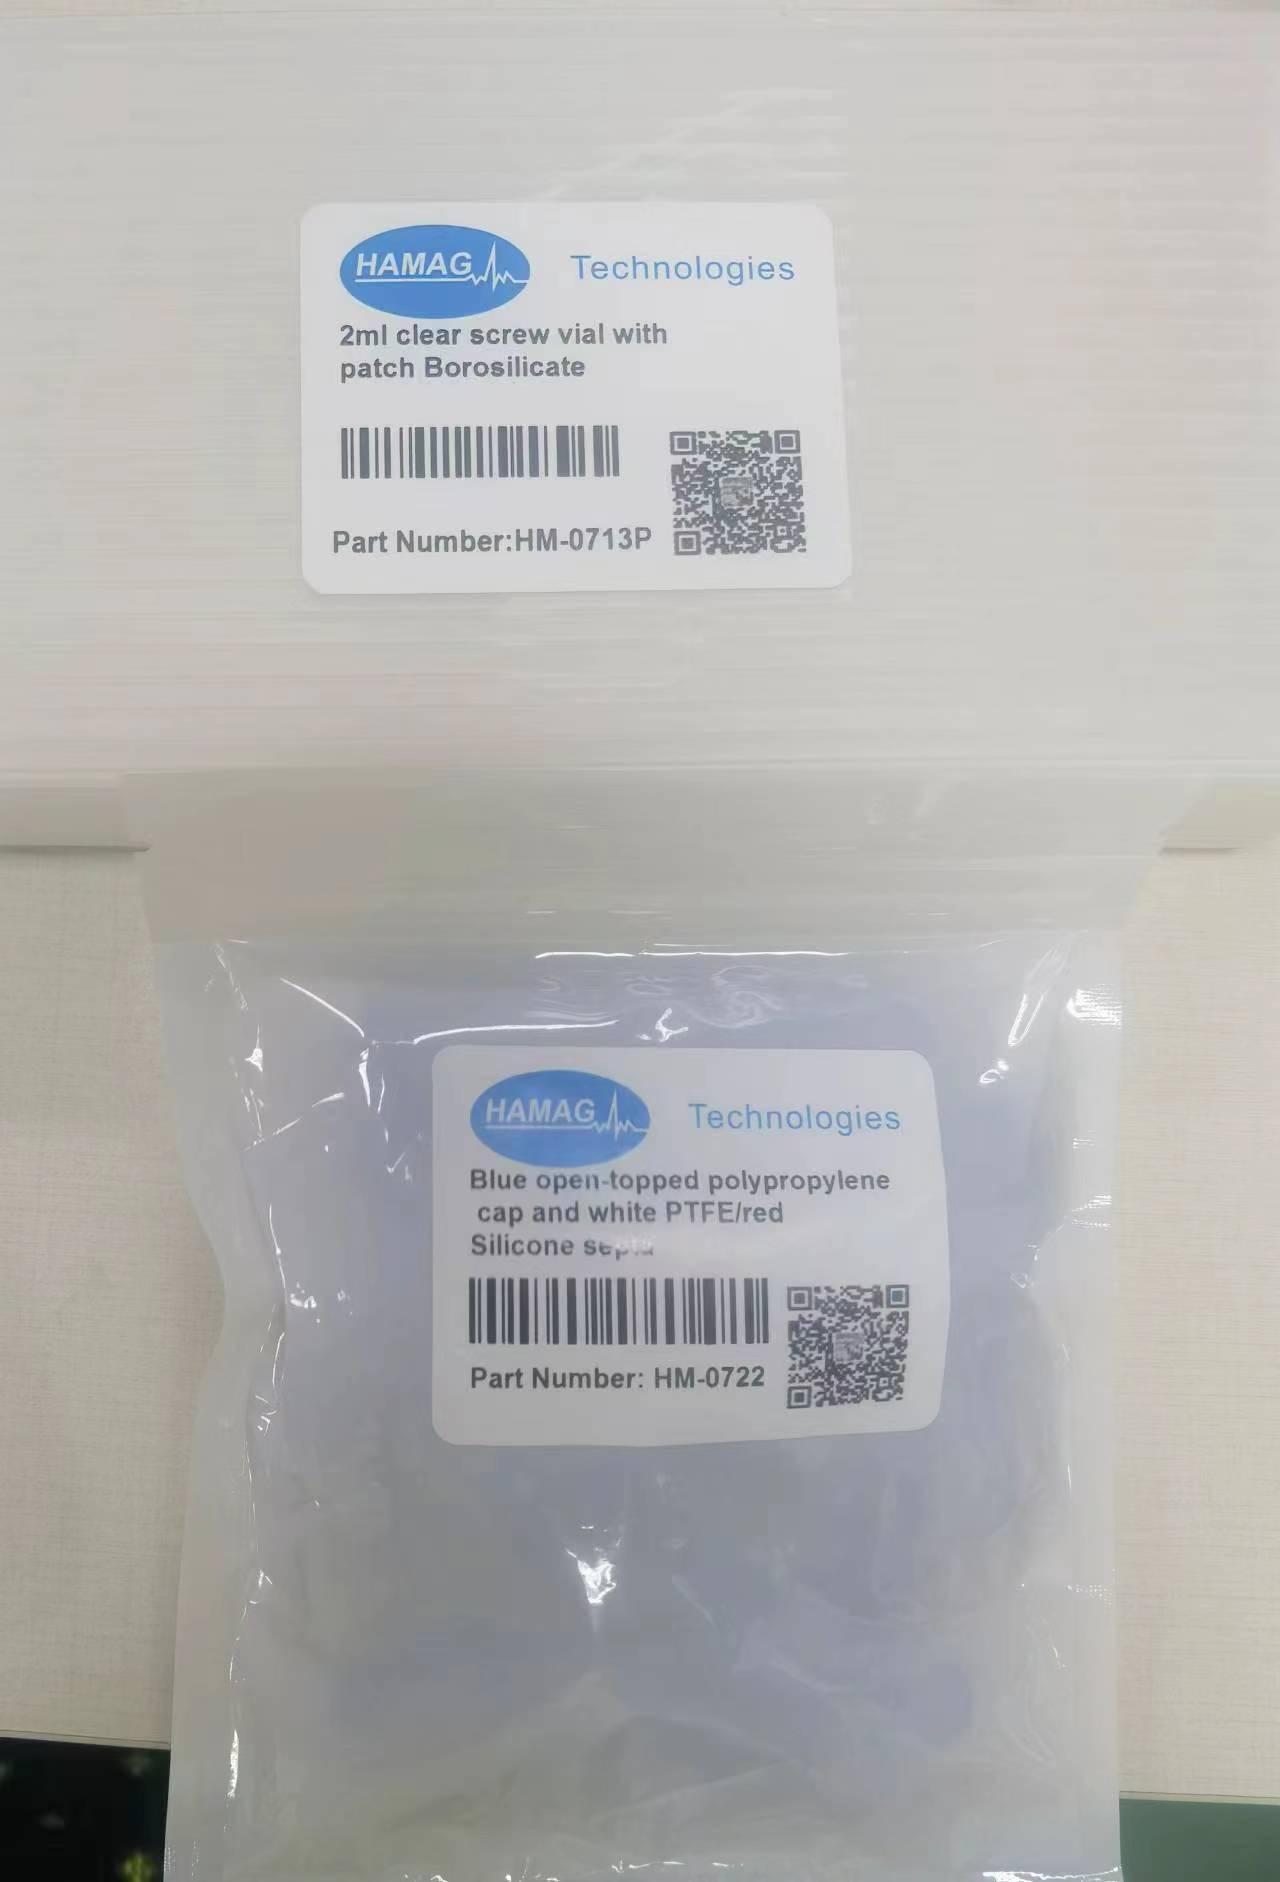 HAMAG Technologies
2ml clear screw vial with
patch Borosilicate
Part Number:HM-0713P
HAMAG Technologies
Blue open-topped polypropylene
cap and white PTFE/red
Silicone septa
Part Number: HM-0722